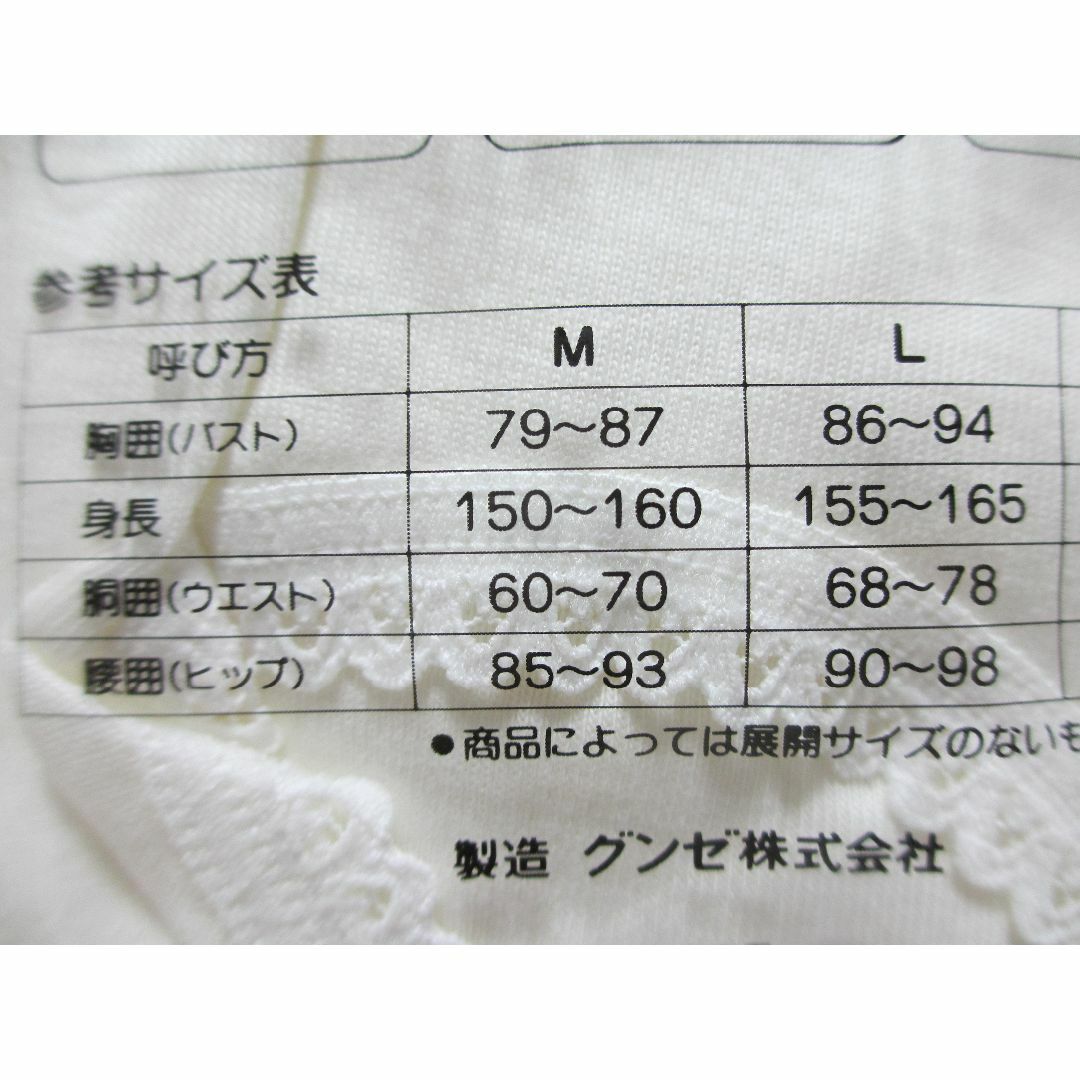 参考サイズ表
呼び方 M L
胸囲(バスト) 79〜87 86〜94
身長 150〜160 155〜165
胴囲(ウエスト) 60〜70 68〜78
腰囲(ヒップ) 85〜93 90〜98
●商品によっては展開サイズのないも
製造 グンゼ株式会社